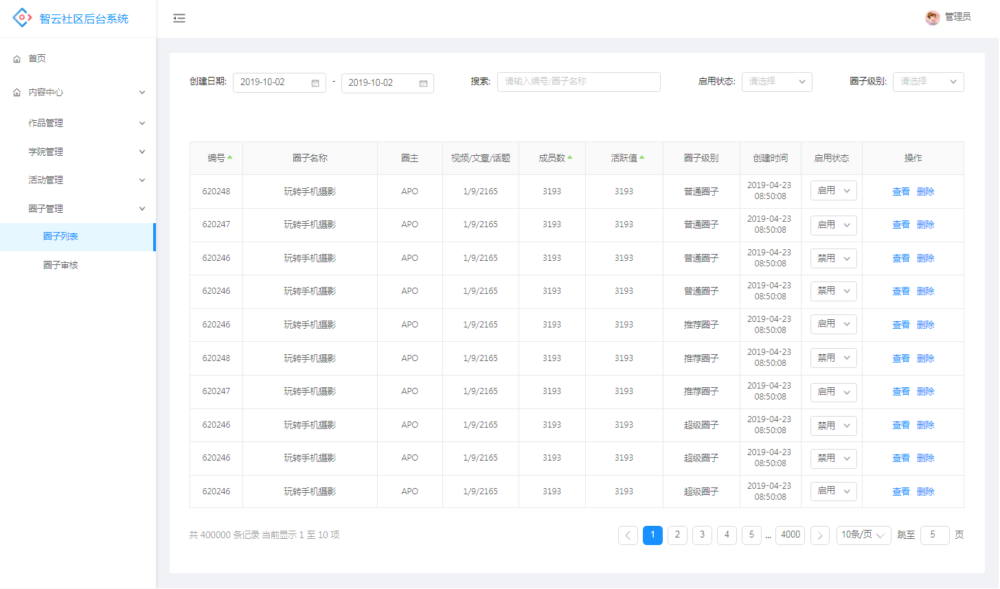 智云社区后台系统
管理员
首页
内容中心
作品管理
学院管理
活动管理
圈子管理
圈子列表
圈子审核
创建日期: 2019-10-02 - 2019-10-02 搜索: 请输入编号/圈子名称 启用状态: 请选择 圈子级别: 请选择
编号 圈子名称 圈主 视频/文章/话题 成员数 活跃值 圈子级别 创建时间 启用状态 操作
620248 玩转手机摄影 APO 1/9/2165 3193 3193 普通圈子 2019-04-23 08:50:08 启用 查看 删除
620247 玩转手机摄影 APO 1/9/2165 3193 3193 普通圈子 2019-04-23 08:50:08 启用 查看 删除
620246 玩转手机摄影 APO 1/9/2165 3193 3193 普通圈子 2019-04-23 08:50:08 禁用 查看 删除
620246 玩转手机摄影 APO 1/9/2165 3193 3193 普通圈子 2019-04-23 08:50:08 禁用 查看 删除
620246 玩转手机摄影 APO 1/9/2165 3193 3193 推荐圈子 2019-04-23 08:50:08 启用 查看 删除
620248 玩转手机摄影 APO 1/9/2165 3193 3193 推荐圈子 2019-04-23 08:50:08 禁用 查看 删除
620247 玩转手机摄影 APO 1/9/2165 3193 3193 推荐圈子 2019-04-23 08:50:08 启用 查看 删除
620246 玩转手机摄影 APO 1/9/2165 3193 3193 超级圈子 2019-04-23 08:50:08 禁用 查看 删除
620246 玩转手机摄影 APO 1/9/2165 3193 3193 超级圈子 2019-04-23 08:50:08 禁用 查看 删除
620246 玩转手机摄影 APO 1/9/2165 3193 3193 超级圈子 2019-04-23 08:50:08 启用 查看 删除
共 400000 条记录 当前显示 1 至 10 项 1 2 3 4 5 ... 4000 10条/页 跳至 5 页